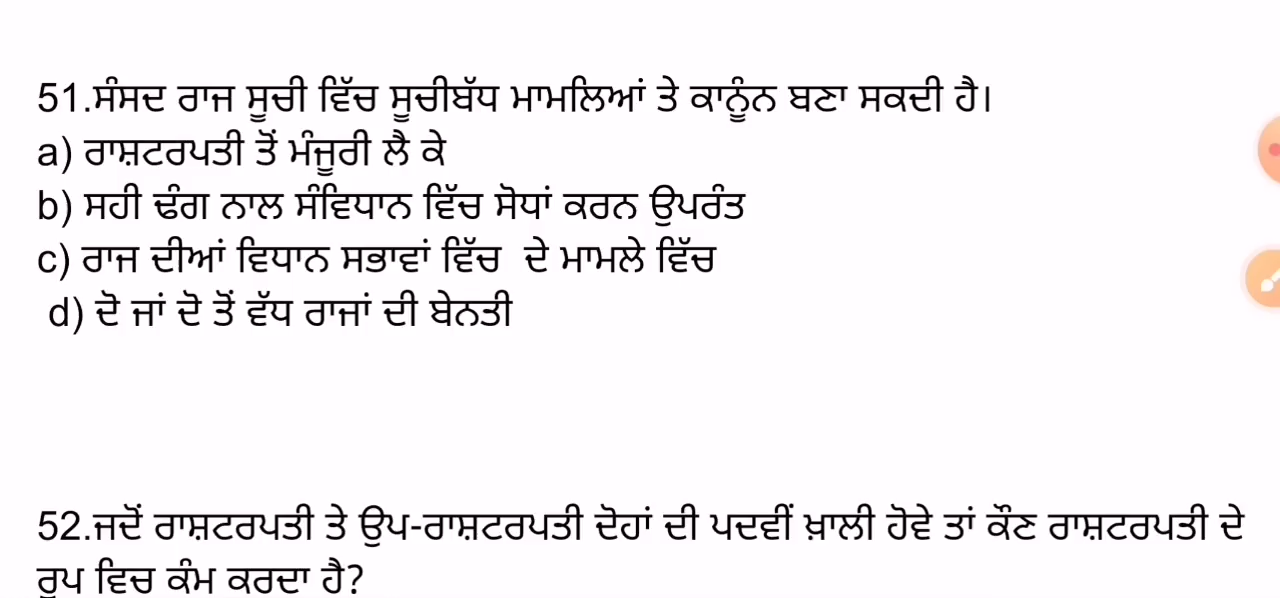 51.ਸੰਸਦ ਰਾਜ ਸੂਚੀ ਵਿੱਚ ਸੂਚੀਬੱਧ ਮਾਮਲਿਆਂ ਤੇ ਕਾਨੂੰਨ ਬਣਾ ਸਕਦੀ ਹੈ।
a) ਰਾਸ਼ਟਰਪਤੀ ਤੋਂ ਮੰਜੂਰੀ ਲੈ ਕੇ
b) ਸਹੀ ਢੰਗ ਨਾਲ ਸੰਵਿਧਾਨ ਵਿੱਚ ਸੋਧਾਂ ਕਰਨ ਉਪਰੰਤ
c) ਰਾਜ ਦੀਆਂ ਵਿਧਾਨ ਸਭਾਵਾਂ ਵਿੱਚ ਦੇ ਮਾਮਲੇ ਵਿੱਚ
d) ਦੋ ਜਾਂ ਦੋ ਤੋਂ ਵੱਧ ਰਾਜਾਂ ਦੀ ਬੇਨਤੀ
52.ਜਦੋਂ ਰਾਸ਼ਟਰਪਤੀ ਤੇ ਉਪ-ਰਾਸ਼ਟਰਪਤੀ ਦੋਹਾਂ ਦੀ ਪਦਵੀਂ ਖ਼ਾਲੀ ਹੋਵੇ ਤਾਂ ਕੌਣ ਰਾਸ਼ਟਰਪਤੀ ਦੇ
ਰੂਪ ਵਿਚ ਕੰਮ ਕਰਦਾ ਹੈ?